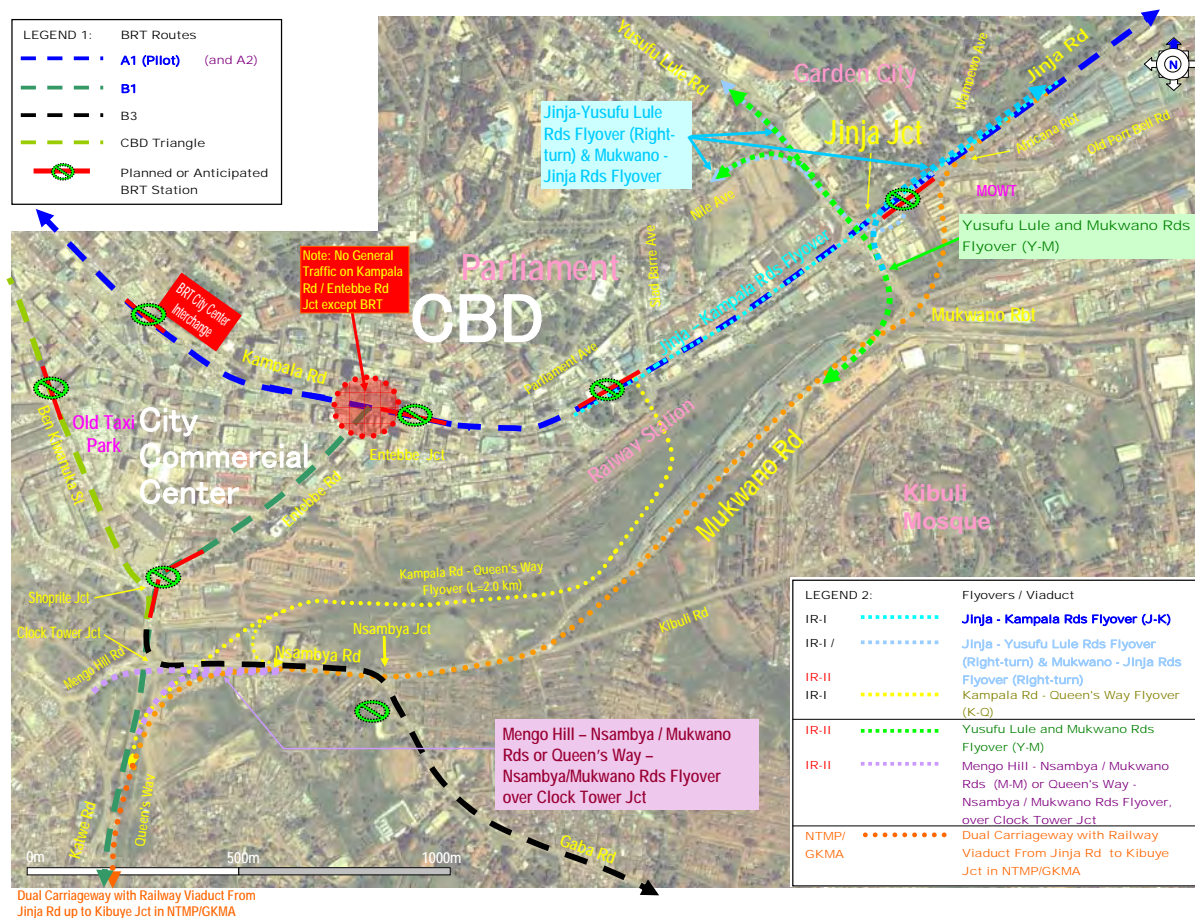 LEGEND 1: BRT Routes
A1 (Pilot) (and A2)
B1
B3
CBD Triangle
Planned or Anticipated
BRT Station
Yusufu Lule Rd
Garden City
Wampewo Ave
Jinja Rd
N
Jinja-Yusufu Lule
Rds Flyover (Right-
turn) & Mukwano -
Jinja Rds Flyover
Jinja Jct
Africana Rbt
Old Port Bell Rd
MOWT
Nile Ave
Yusufu Lule and Mukwano Rds
Flyover (Y-M)
Note: No General
Traffic on Kampala
Rd / Entebbe Rd
Jct except BRT
Parliament
CBD
Siad Barre Ave
Jinja - Kampala Rds Flyover
BRT City Center
Interchange
Mukwano Rbt
Kampala Rd
Parliament Ave
Old Taxi
Park
Ben Kiwanuka St
City
Commercial
Center
Entebbe Jct
Entebbe Rd
Railway Station
Mukwano Rd
Kibuli
Mosque
Kampala Rd - Queen's Way
Flyover (L=2.0 km)
Shoprite Jct
Clock Tower Jct
Nsambya Jct
Kibuli Rd
Mengo Hill Rd
Nsambya Rd
Mengo Hill – Nsambya / Mukwano
Rds or Queen's Way –
Nsambya/Mukwano Rds Flyover
over Clock Tower Jct
Katwe Rd
Queen's Way
Gaba Rd
0m 500m 1000m
Dual Carriageway with Railway Viaduct From
Jinja Rd up to Kibuye Jct in NTMP/GKMA
LEGEND 2: Flyovers / Viaduct
IR-I Jinja - Kampala Rds Flyover (J-K)
IR-I / Jinja - Yusufu Lule Rds Flyover
(Right-turn) & Mukwano - Jinja Rds
IR-II Flyover (Right-turn)
IR-I Kampala Rd - Queen's Way Flyover
(K-Q)
IR-II Yusufu Lule and Mukwano Rds
Flyover (Y-M)
IR-II Mengo Hill - Nsambya / Mukwano
Rds (M-M) or Queen's Way -
Nsambya / Mukwano Rds Flyover,
over Clock Tower Jct
NTMP/ Dual Carriageway with Railway
GKMA Viaduct From Jinja Rd to Kibuye
Jct in NTMP/GKMA